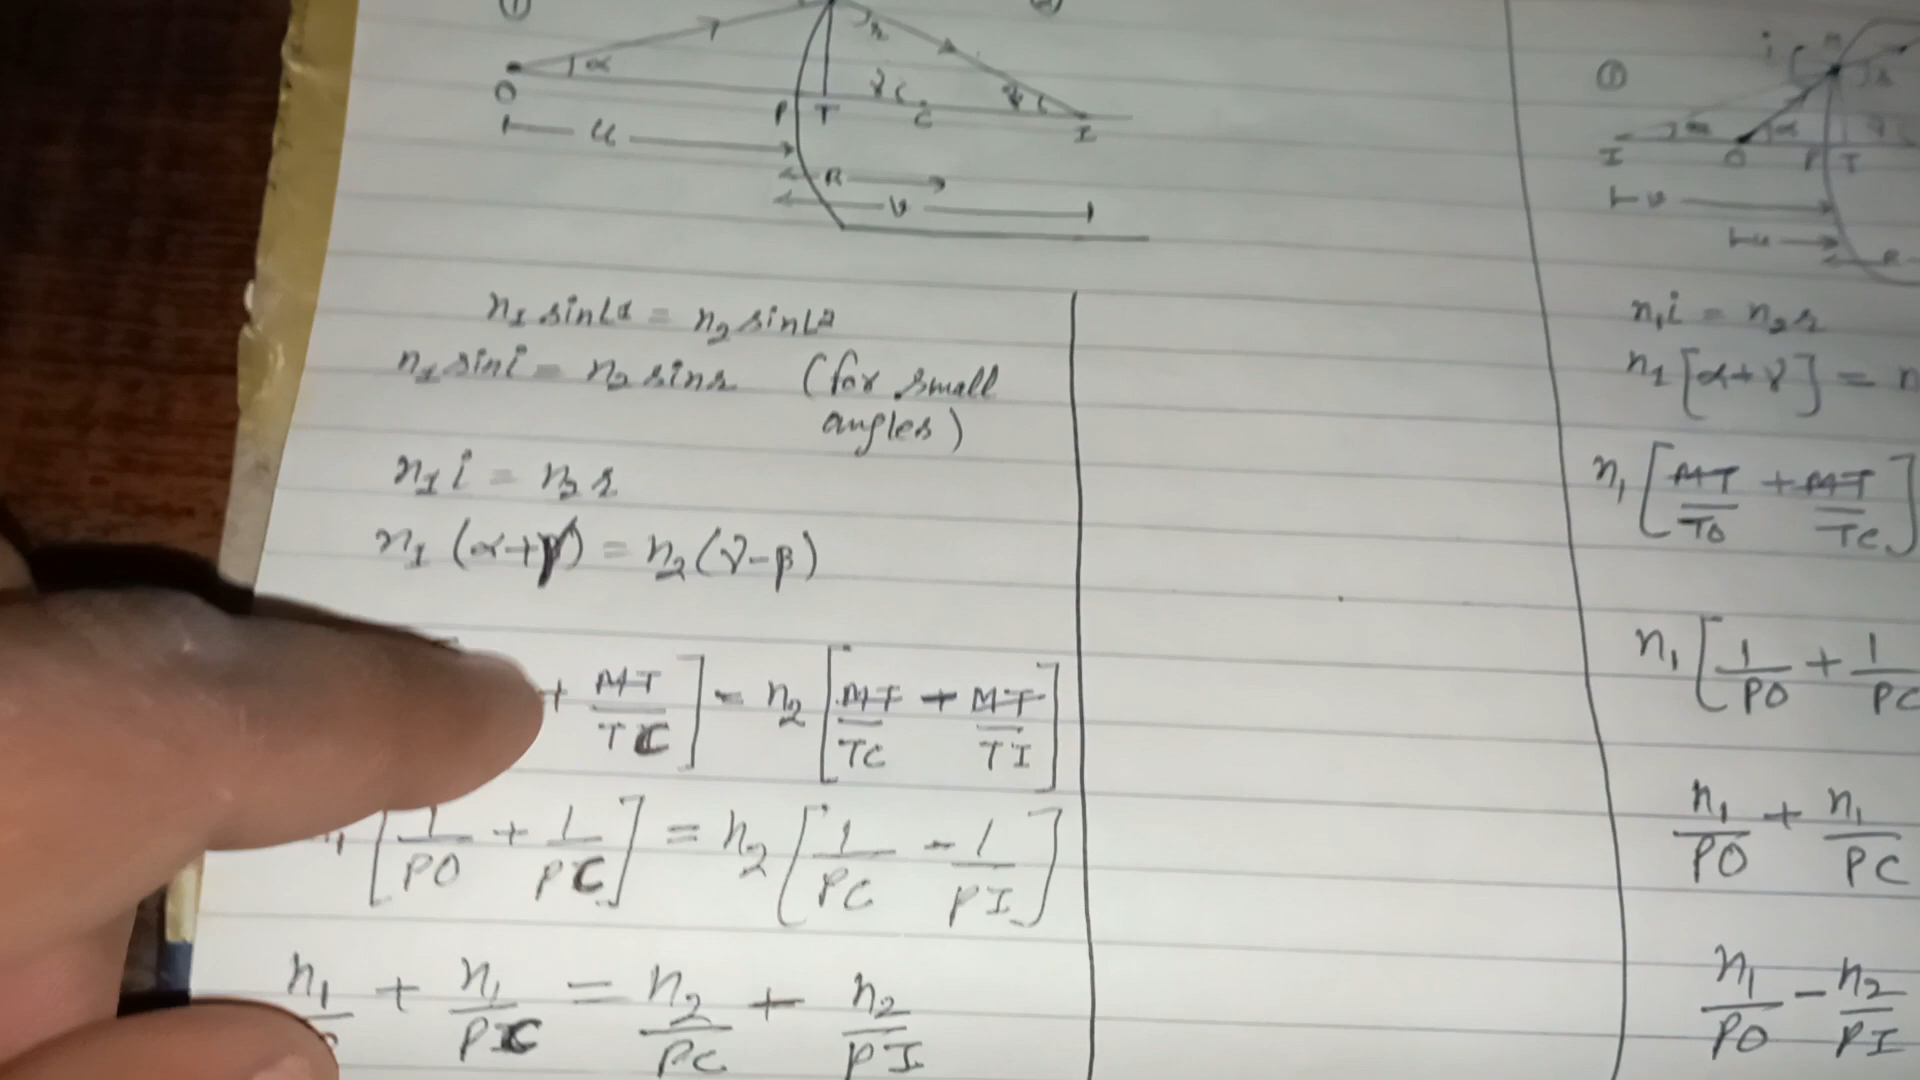 ①
α
r
O
P
T
γ
C
I
u
R
v
n₁ sin∠1 = n₂ sin∠2
n₁ sin i = n₂ sin r (for small
angles)
n₁ i = n₂ r
n₁ (α+γ) = n₂ (γ-β)
+ MT/TC ] = n₂ [ MT/TC - MT/TI ]
[ 1/PO + 1/PC ] = n₂ [ 1/PC - 1/PI ]
n₁ + n₁/PC = n₂/PC + n₂/PI
①
i
M
r
α
I
O
P
T
v
u
R
n₁i = n₂r
n₁ [α+γ] = n
n₁ [ MT/TO + MT/TC ]
n₁ [ 1/PO + 1/PC
n₁/PO + n₁/PC
n₁/PO - n₂/PI